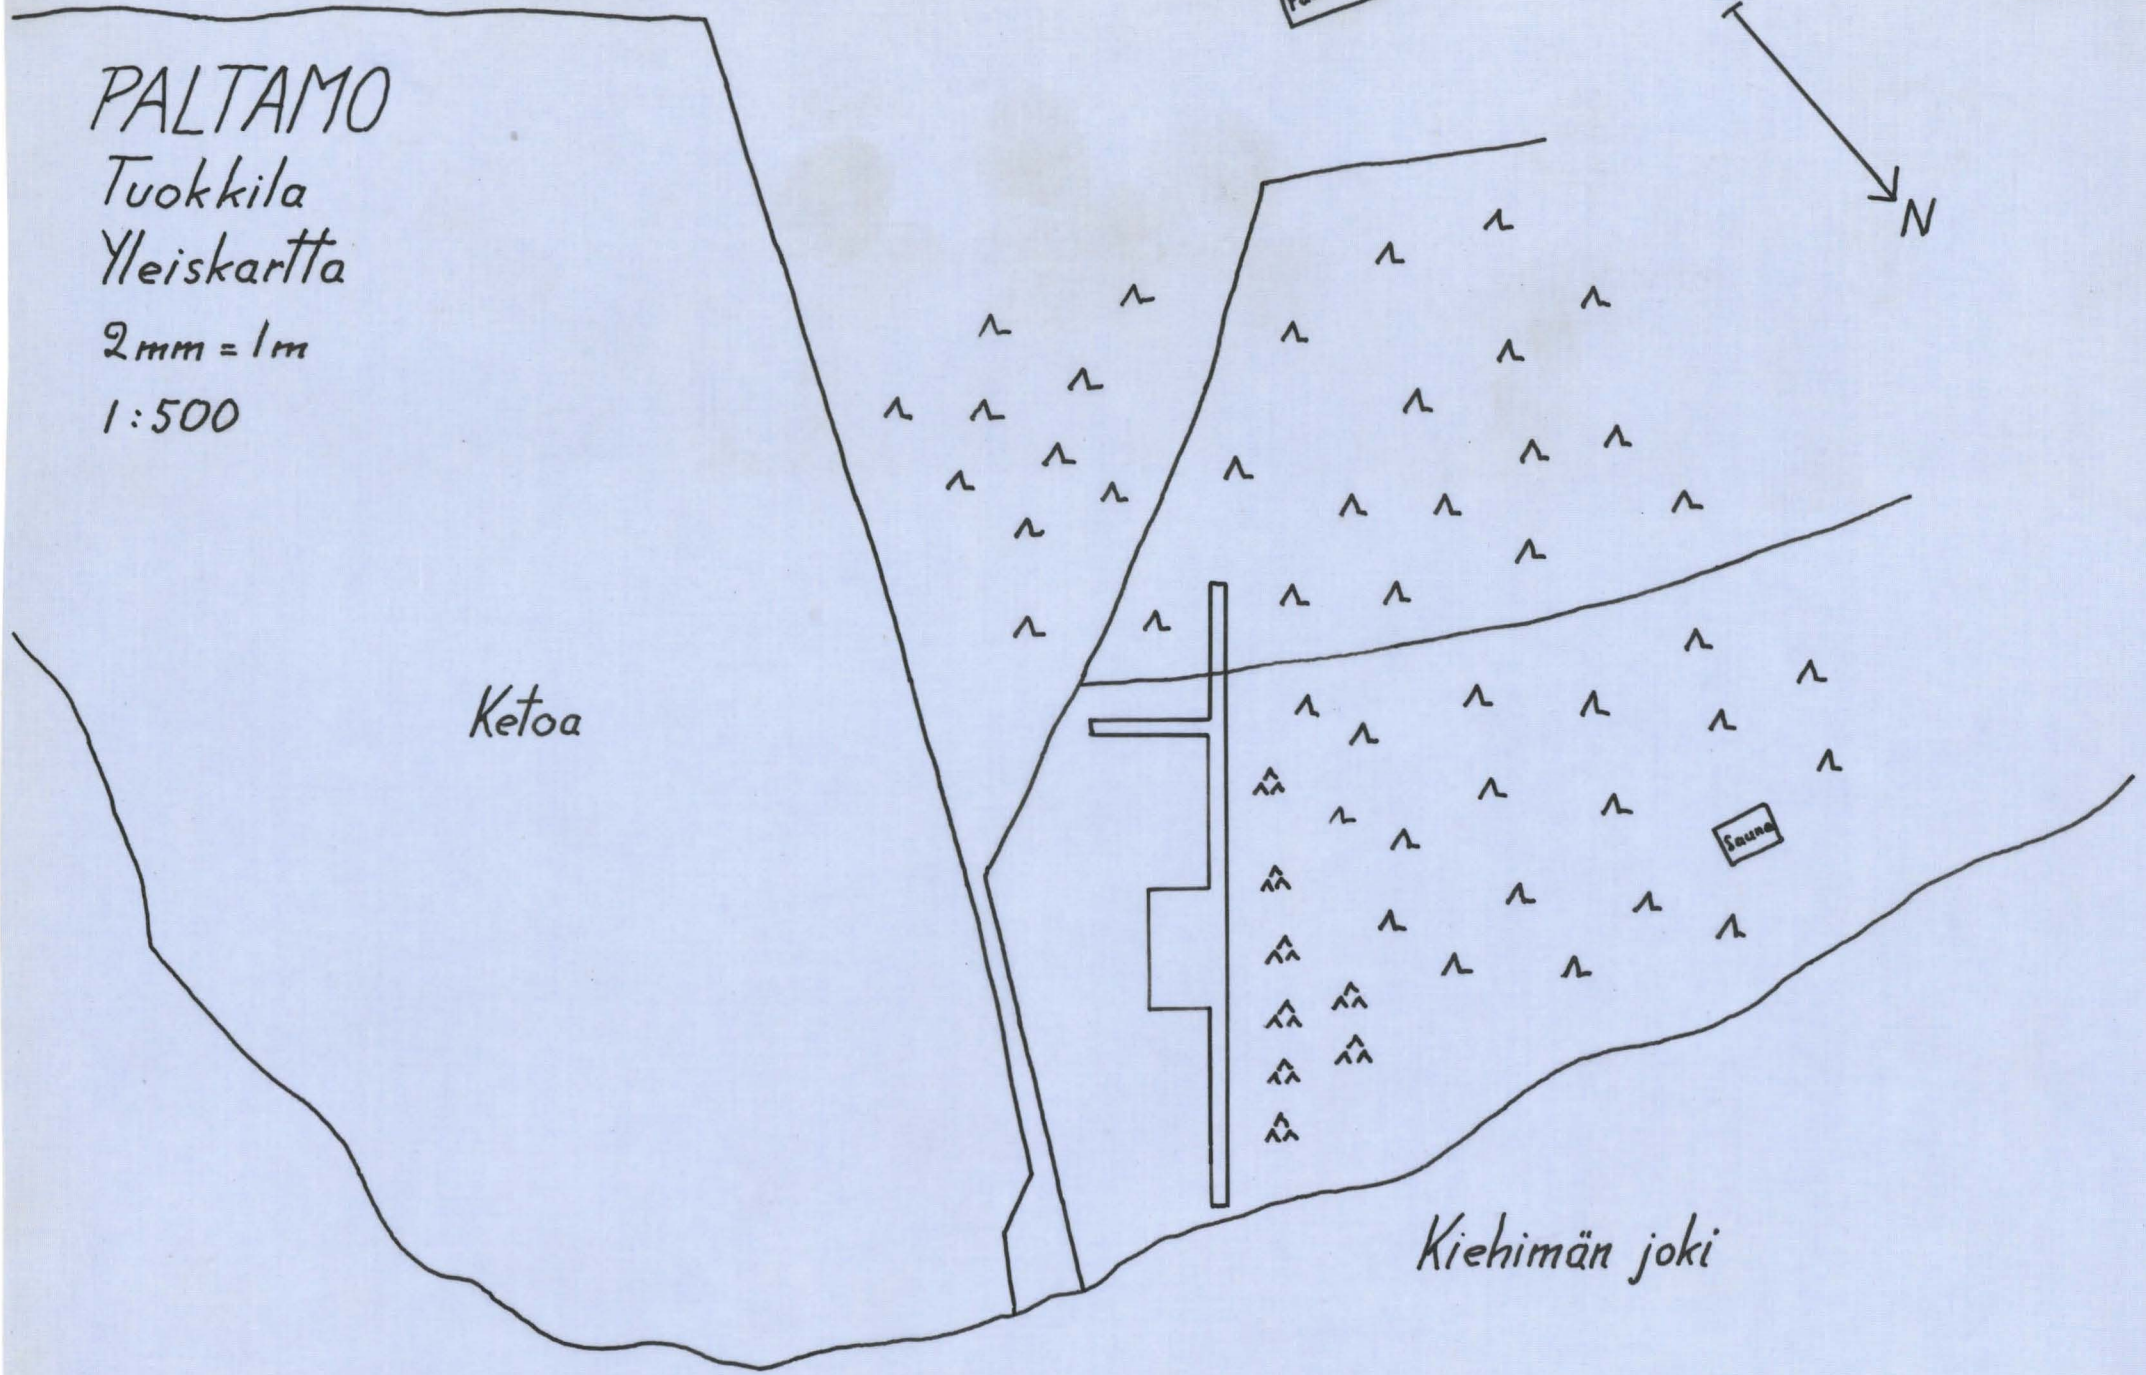 PALTAMO
Tuokkila
Yleiskartta
2mm = 1m
1:500
N
Ketoa
Sauna
Kiehimän joki